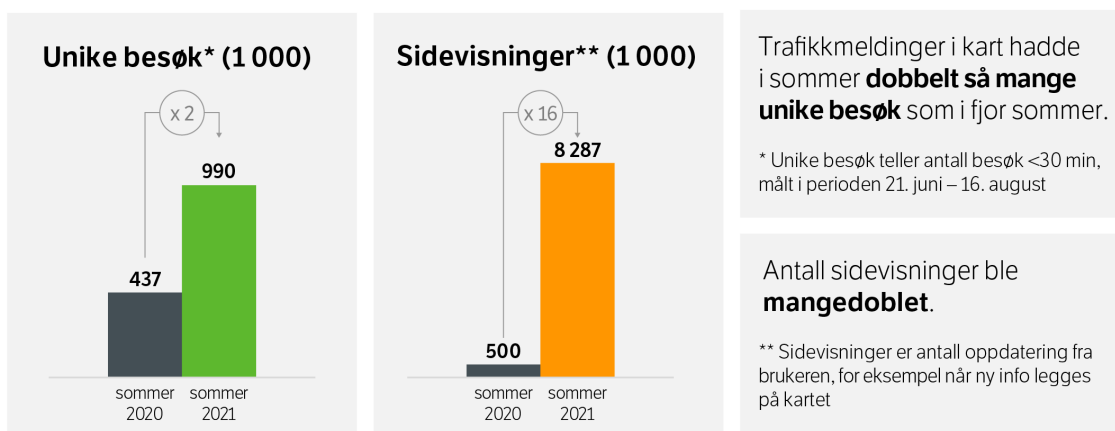 Unike besøk* (1 000)
x 2
990
437
sommer
2020
sommer
2021
Sidevisninger** (1 000)
x 16
8 287
500
sommer
2020
sommer
2021
Trafikkmeldinger i kart hadde
i sommer dobbelt så mange
unike besøk som i fjor sommer.
* Unike besøk teller antall besøk <30 min,
målt i perioden 21. juni – 16. august
Antall sidevisninger ble
mangedoblet.
** Sidevisninger er antall oppdatering fra
brukeren, for eksempel når ny info legges
på kartet